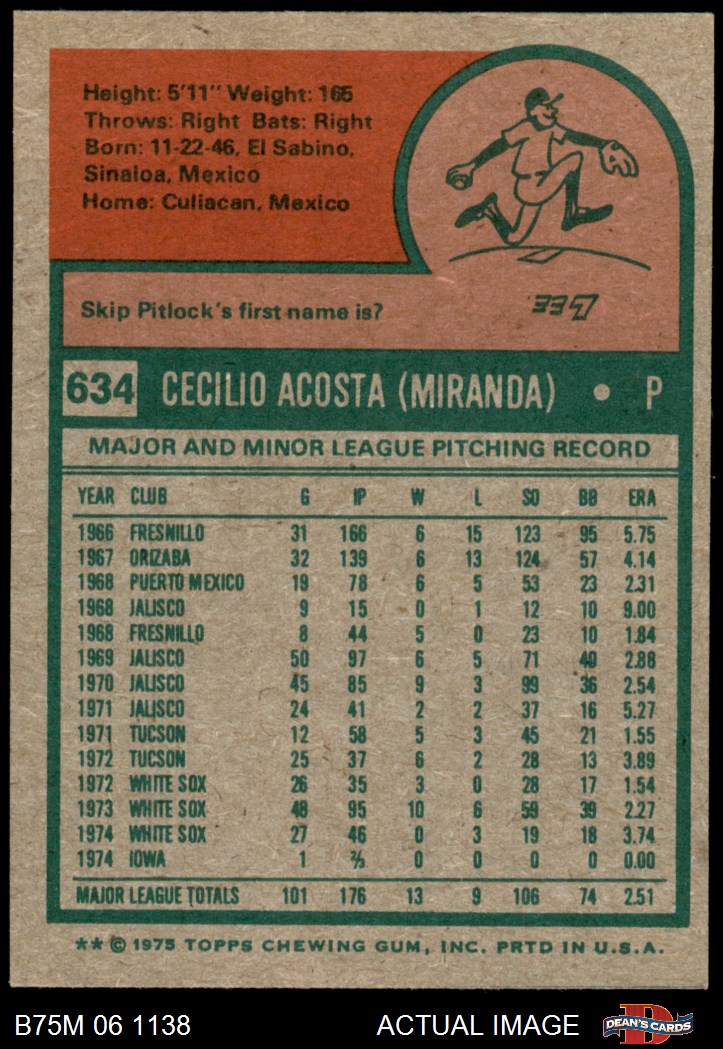 Height: 5'11" Weight: 165
Throws: Right Bats: Right
Born: 11-22-46, El Sabino,
Sinaloa, Mexico
Home: Culiacan, Mexico
Skip Pitlock's first name is? LEE
634 CECILIO ACOSTA (MIRANDA) • P
MAJOR AND MINOR LEAGUE PITCHING RECORD
YEAR CLUB G IP W L SO BB ERA
1966 FRESNILLO 31 166 6 15 123 95 5.75
1967 ORIZABA 32 139 6 13 124 57 4.14
1968 PUERTO MEXICO 19 78 6 5 53 23 2.31
1968 JALISCO 9 15 0 1 12 10 9.00
1968 FRESNILLO 8 44 5 0 23 10 1.84
1969 JALISCO 50 97 6 5 71 40 2.88
1970 JALISCO 45 85 9 3 99 36 2.54
1971 JALISCO 24 41 2 2 37 16 5.27
1971 TUCSON 12 58 5 3 45 21 1.55
1972 TUCSON 25 37 6 2 28 13 3.89
1972 WHITE SOX 26 35 3 0 28 17 1.54
1973 WHITE SOX 48 95 10 6 59 39 2.27
1974 WHITE SOX 27 46 0 3 19 18 3.74
1974 IOWA 1 ⅔ 0 0 0 0 0.00
MAJOR LEAGUE TOTALS 101 176 13 9 106 74 2.51
** © 1975 TOPPS CHEWING GUM, INC. PRTD IN U.S.A.
B75M 06 1138 ACTUAL IMAGE D DEAN'S CARDS